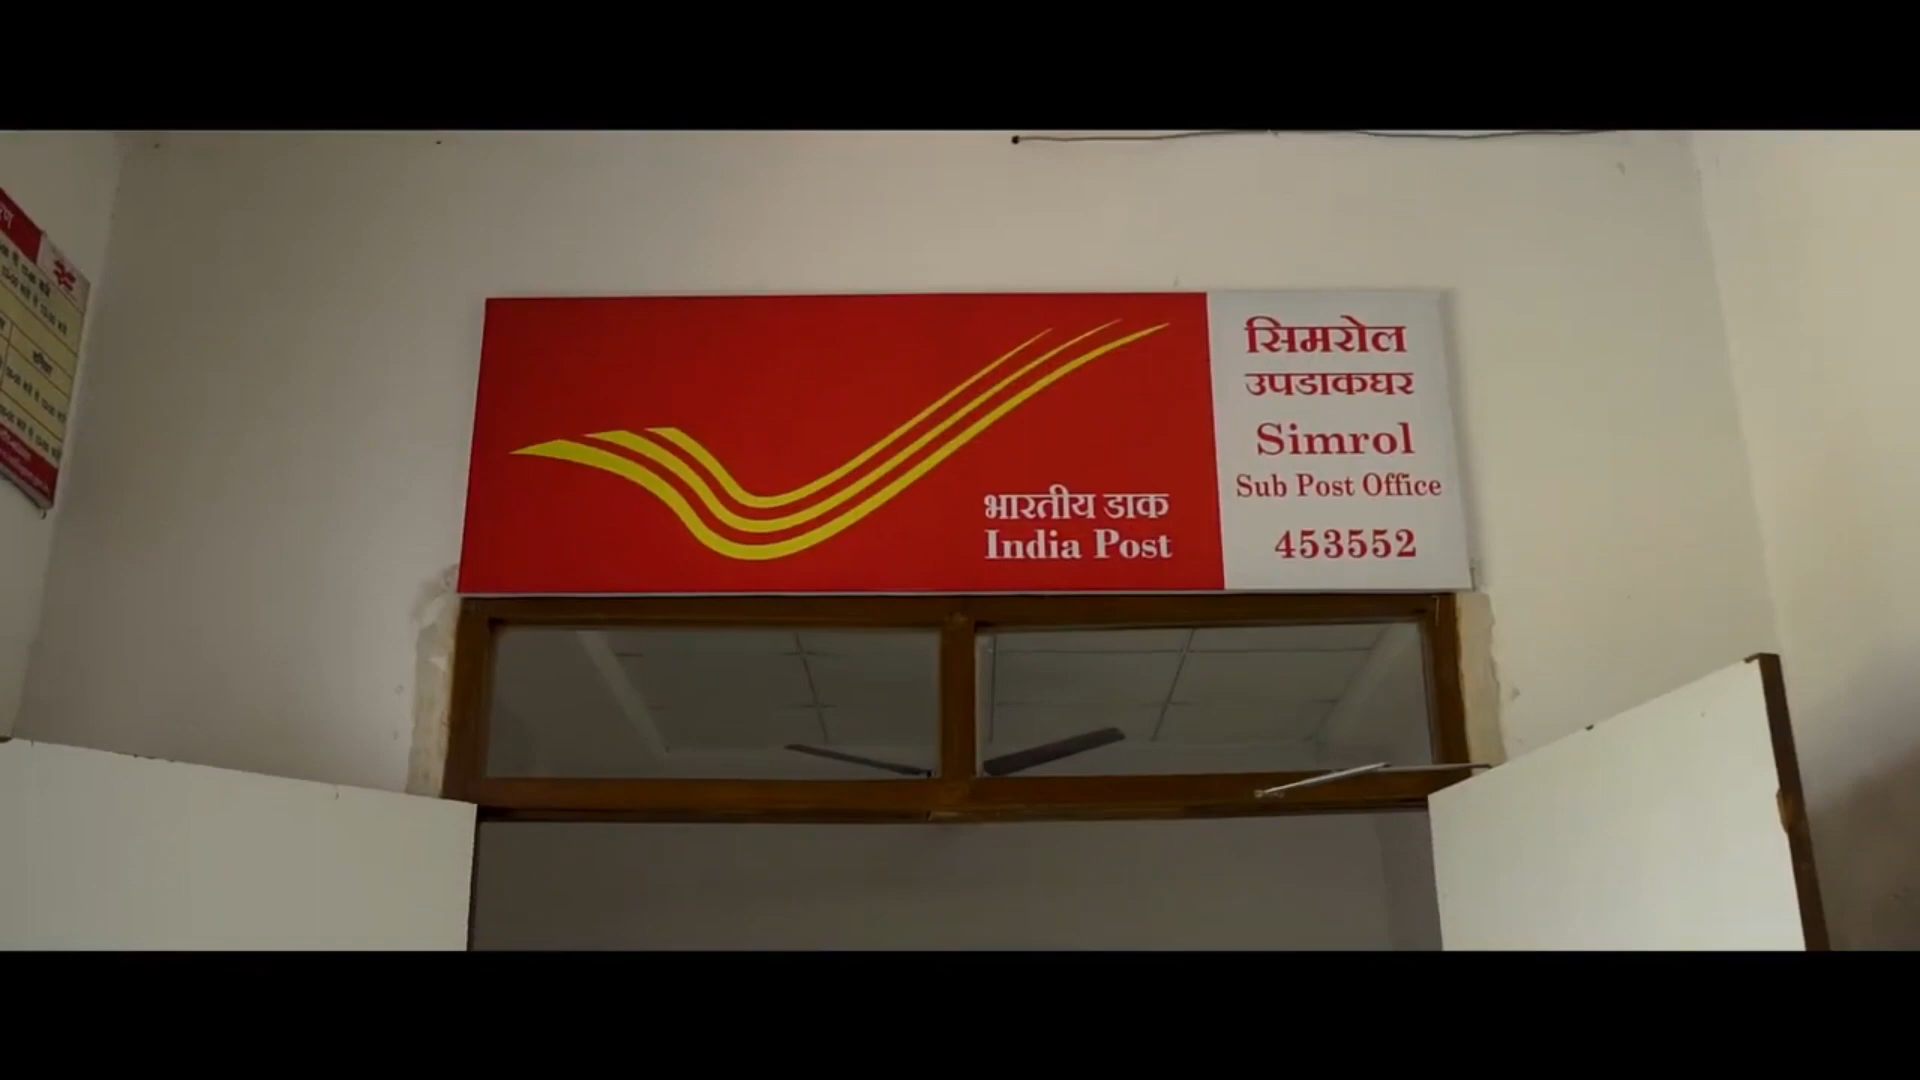 भारतीय डाक
India Post
सिमरोल
उपडाकघर
Simrol
Sub Post Office
453552